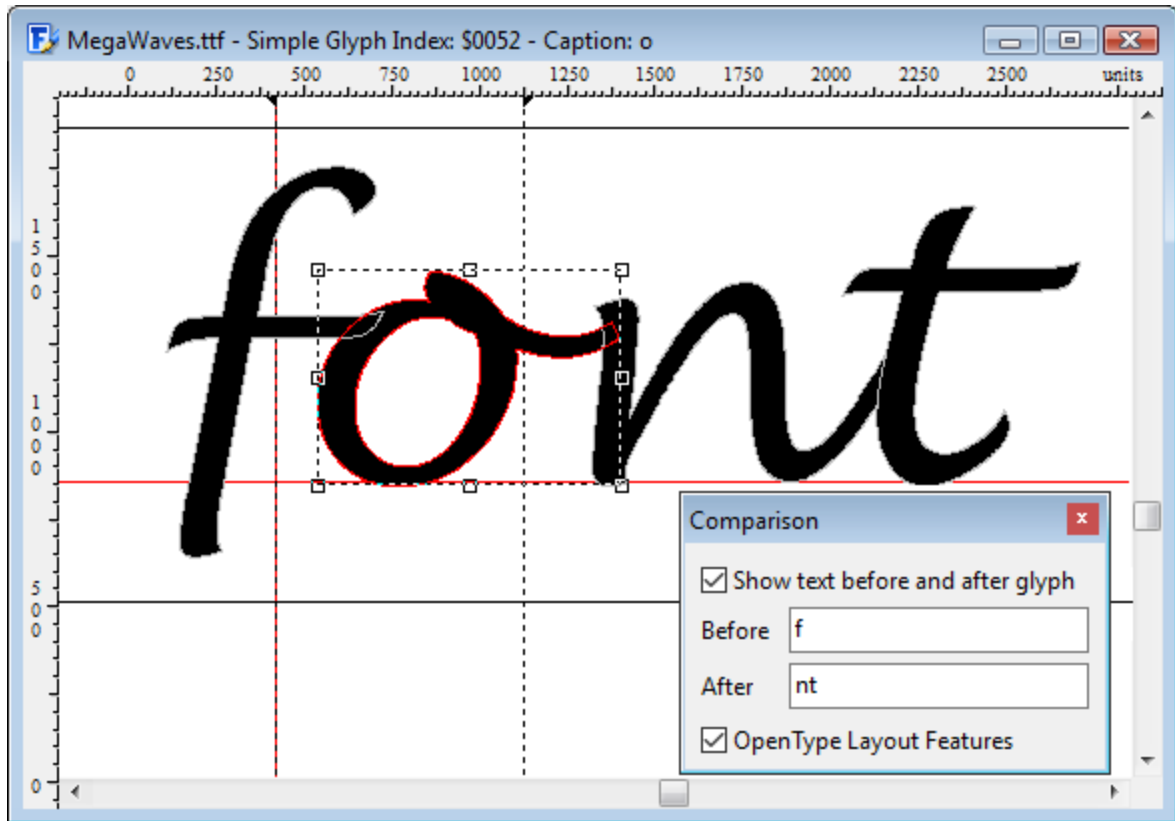 MegaWaves.ttf - Simple Glyph Index: $0052 - Caption: o
0 250 500 750 1000 1250 1500 1750 2000 2250 2500 units
1500
1000
500
0
font
Comparison
Show text before and after glyph
Before f
After nt
OpenType Layout Features